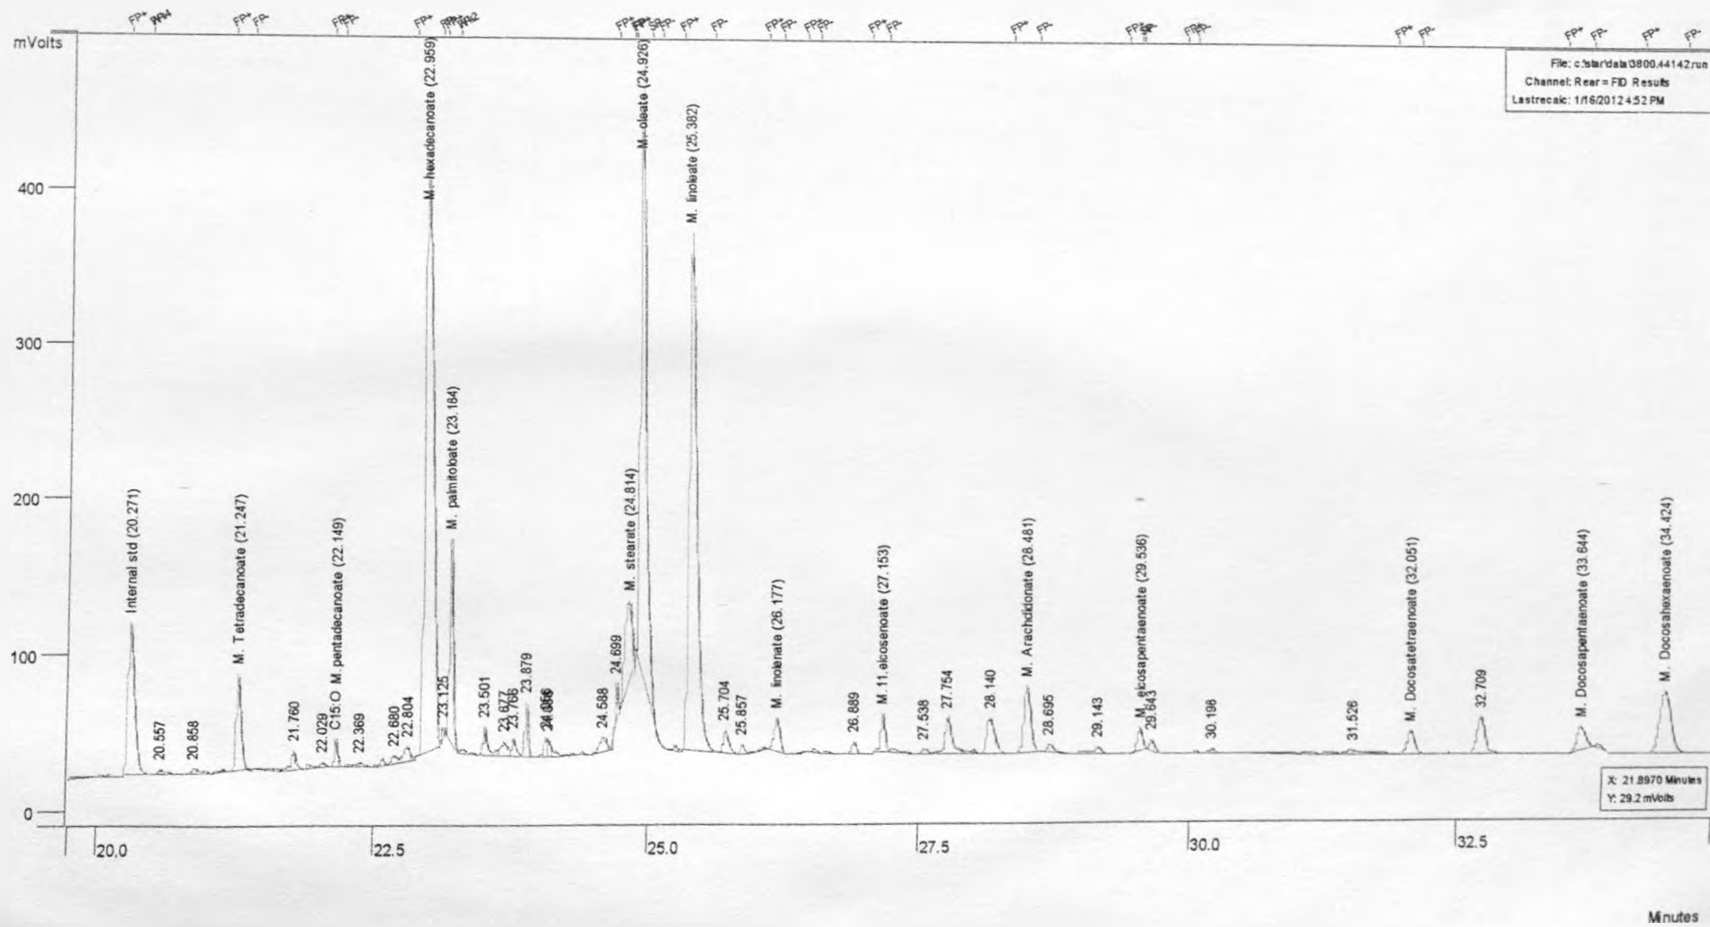 mVolts
File: c:\star\data\3800.44142.run
Channel: Rear = FID Results
Last recalc: 1/16/2012 4:52 PM
400
300
200
100
0
Internal std (20.271)
20.557
20.858
M. Tetradecanoate (21.247)
21.760
22.029
C15:O M. pentadecanoate (22.149)
22.369
22.680
22.804
M. hexadecanoate (22.959)
23.125
M. palmitoloate (23.184)
23.501
23.677
23.766
23.879
24.056
24.588
24.699
M. stearate (24.814)
M. oleate (24.926)
M. linoleate (25.382)
25.704
25.857
M. linolenate (26.177)
26.889
M. 11.eicosenoate (27.153)
27.538
27.754
28.140
M. Arachdidonate (28.481)
28.695
29.143
M. eicosapentaenoate (29.536)
29.643
30.198
31.526
M. Docosatetraenoate (32.051)
32.709
M. Docosapentaenoate (33.644)
M. Docosahexaenoate (34.424)
X: 21.8970 Minutes
Y: 29.2 mVolts
20.0
22.5
25.0
27.5
30.0
32.5
Minutes